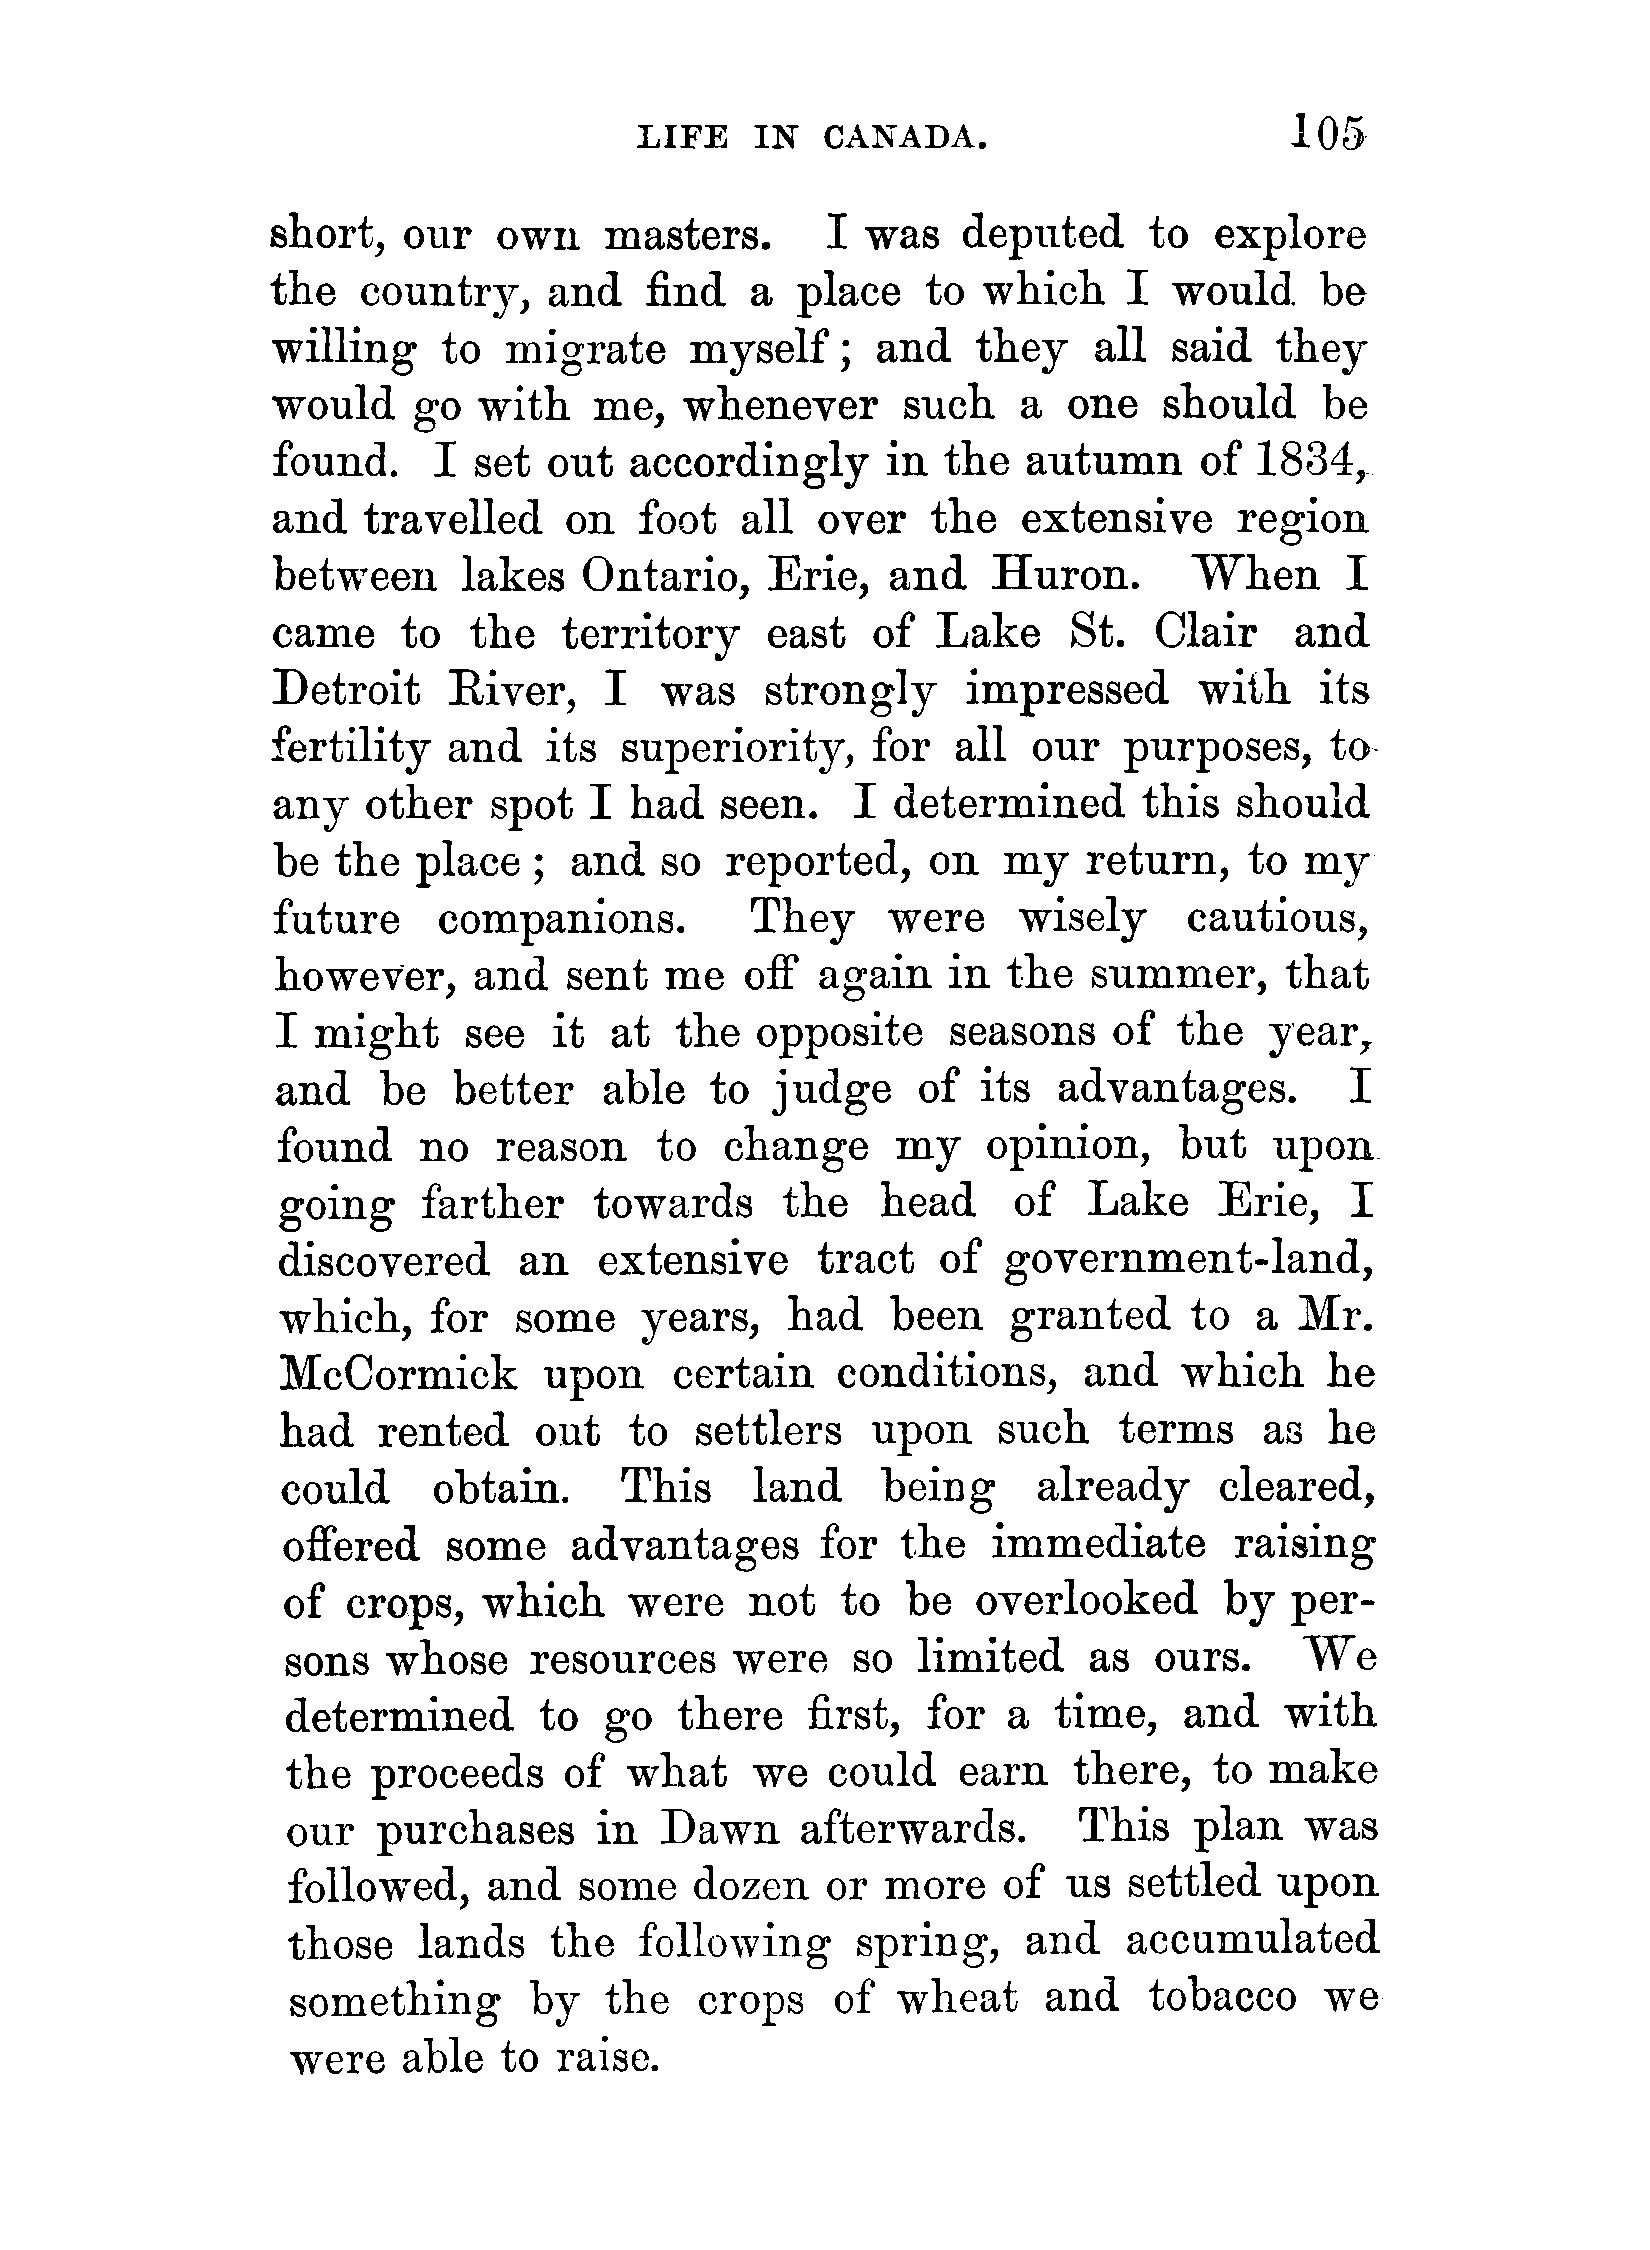 LIFE IN CANADA. 105
short, our own masters. I was deputed to explore
the country, and find a place to which I would be
willing to migrate myself; and they all said they
would go with me, whenever such a one should be
found. I set out accordingly in the autumn of 1834,
and travelled on foot all over the extensive region
between lakes Ontario, Erie, and Huron. When I
came to the territory east of Lake St. Clair and
Detroit River, I was strongly impressed with its
fertility and its superiority, for all our purposes, to
any other spot I had seen. I determined this should
be the place; and so reported, on my return, to my
future companions. They were wisely cautious,
however, and sent me off again in the summer, that
I might see it at the opposite seasons of the year,
and be better able to judge of its advantages. I
found no reason to change my opinion, but upon
going farther towards the head of Lake Erie, I
discovered an extensive tract of government-land,
which, for some years, had been granted to a Mr.
McCormick upon certain conditions, and which he
had rented out to settlers upon such terms as he
could obtain. This land being already cleared,
offered some advantages for the immediate raising
of crops, which were not to be overlooked by per-
sons whose resources were so limited as ours. We
determined to go there first, for a time, and with
the proceeds of what we could earn there, to make
our purchases in Dawn afterwards. This plan was
followed, and some dozen or more of us settled upon
those lands the following spring, and accumulated
something by the crops of wheat and tobacco we
were able to raise.